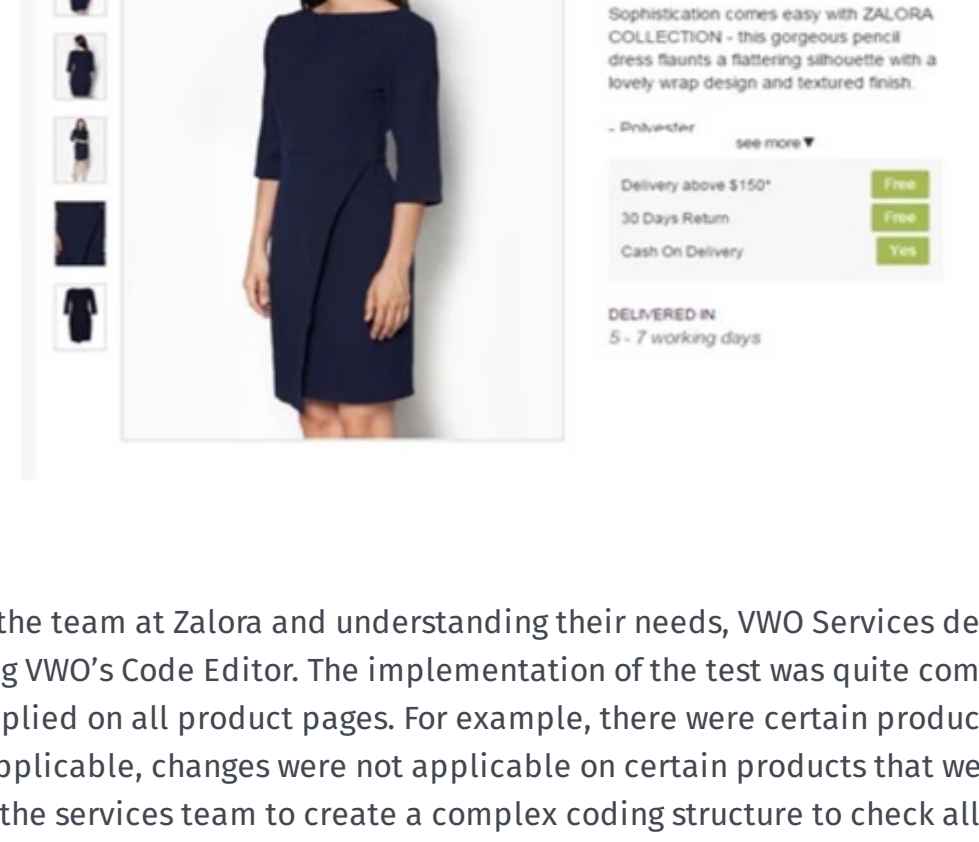 Sophistication comes easy with ZALORA
COLLECTION - this gorgeous pencil
dress flaunts a flattering silhouette with a
lovely wrap design and textured finish.
- Polyester
see more▼
Delivery above $150* Free
30 Days Return Free
Cash On Delivery Yes
DELIVERED IN
5 - 7 working days
the team at Zalora and understanding their needs, VWO Services de
g VWO’s Code Editor. The implementation of the test was quite com
plied on all product pages. For example, there were certain produc
pplicable, changes were not applicable on certain products that we
the services team to create a complex coding structure to check all